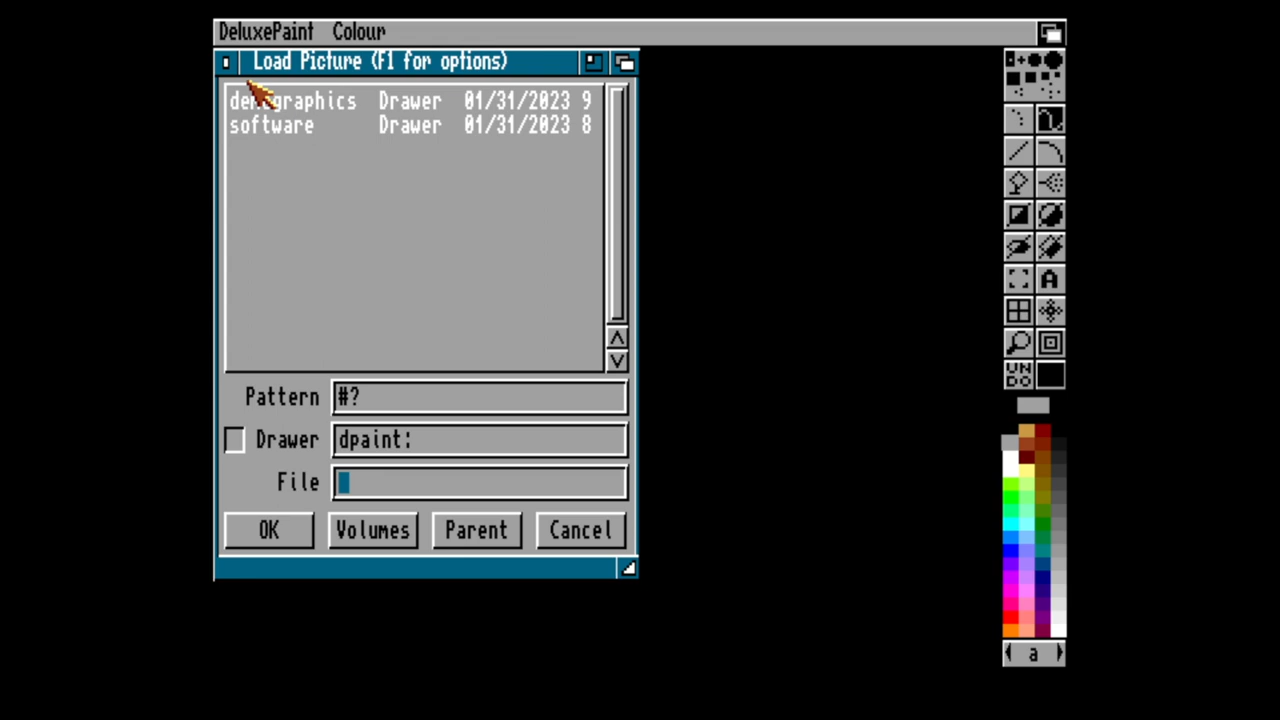 DeluxePaint Colour
Load Picture (F1 for options)
Drawer 01/31/2023 9
software Drawer 01/31/2023 8
Pattern #?
Drawer dpaint:
File
OK Volumes Parent Cancel
A
UNDO
a